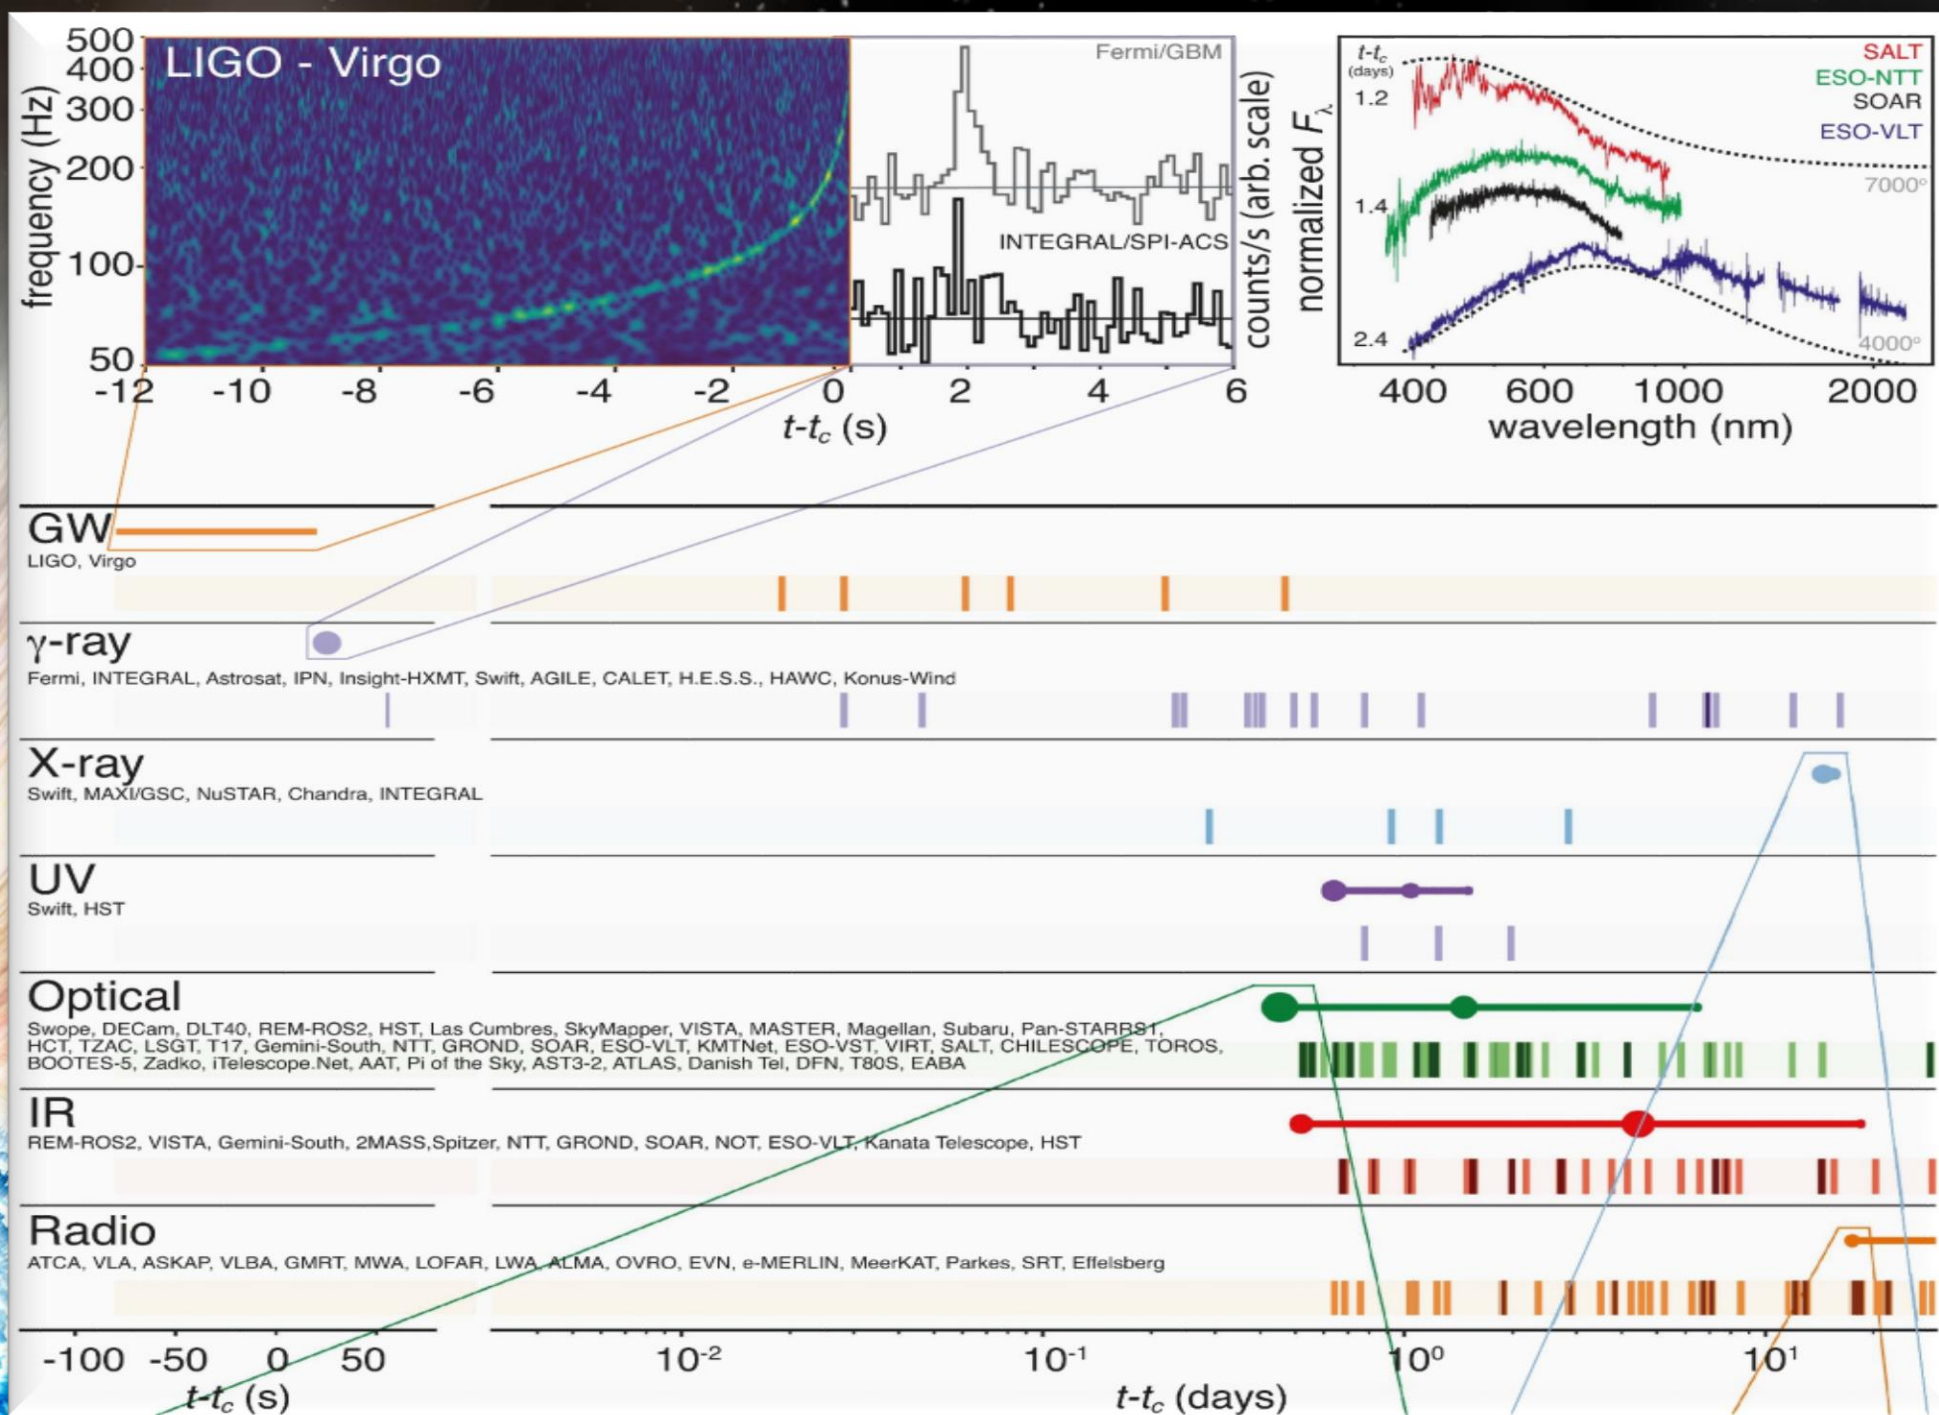 500
400
300
200
100
50
frequency (Hz)
LIGO - Virgo
Fermi/GBM
INTEGRAL/SPI-ACS
counts/s (arb. scale)
-12 -10 -8 -6 -4 -2 0 2 4 6
t-tc (s)
normalized Fλ
t-tc
(days)
1.2
1.4
2.4
SALT
ESO-NTT
SOAR
ESO-VLT
7000°
4000°
400 600 1000 2000
wavelength (nm)
GW
LIGO, Virgo
γ-ray
Fermi, INTEGRAL, Astrosat, IPN, Insight-HXMT, Swift, AGILE, CALET, H.E.S.S., HAWC, Konus-Wind
X-ray
Swift, MAXI/GSC, NuSTAR, Chandra, INTEGRAL
UV
Swift, HST
Optical
Swope, DECam, DLT40, REM-ROS2, HST, Las Cumbres, SkyMapper, VISTA, MASTER, Magellan, Subaru, Pan-STARRS1,
HCT, TZAC, LSGT, T17, Gemini-South, NTT, GROND, SOAR, ESO-VLT, KMTNet, ESO-VST, VIRT, SALT, CHILESCOPE, TOROS,
BOOTES-5, Zadko, iTelescope.Net, AAT, Pi of the Sky, AST3-2, ATLAS, Danish Tel, DFN, T80S, EABA
IR
REM-ROS2, VISTA, Gemini-South, 2MASS,Spitzer, NTT, GROND, SOAR, NOT, ESO-VLT, Kanata Telescope, HST
Radio
ATCA, VLA, ASKAP, VLBA, GMRT, MWA, LOFAR, LWA, ALMA, OVRO, EVN, e-MERLIN, MeerKAT, Parkes, SRT, Effelsberg
-100 -50 0 50 10⁻² 10⁻¹ 10⁰ 10¹
t-tc (s) t-tc (days)